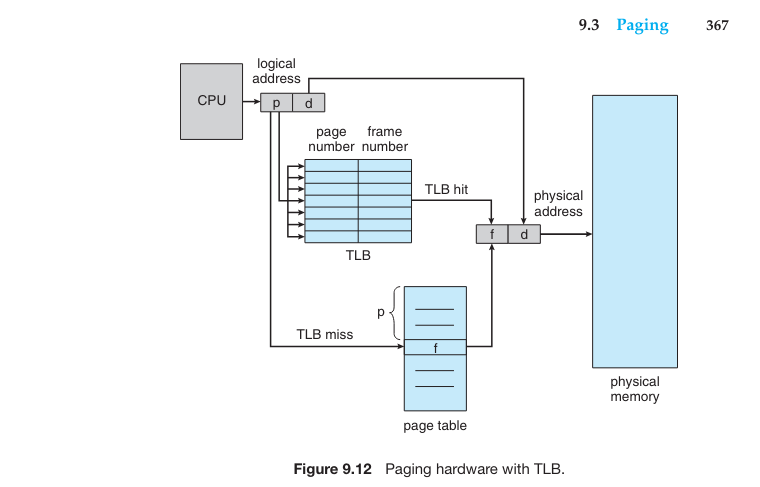 9.3 Paging 367
logical
address
CPU
p d
page frame
number number
TLB hit
physical
address
f d
TLB
p
TLB miss
f
physical
memory
page table
Figure 9.12 Paging hardware with TLB.